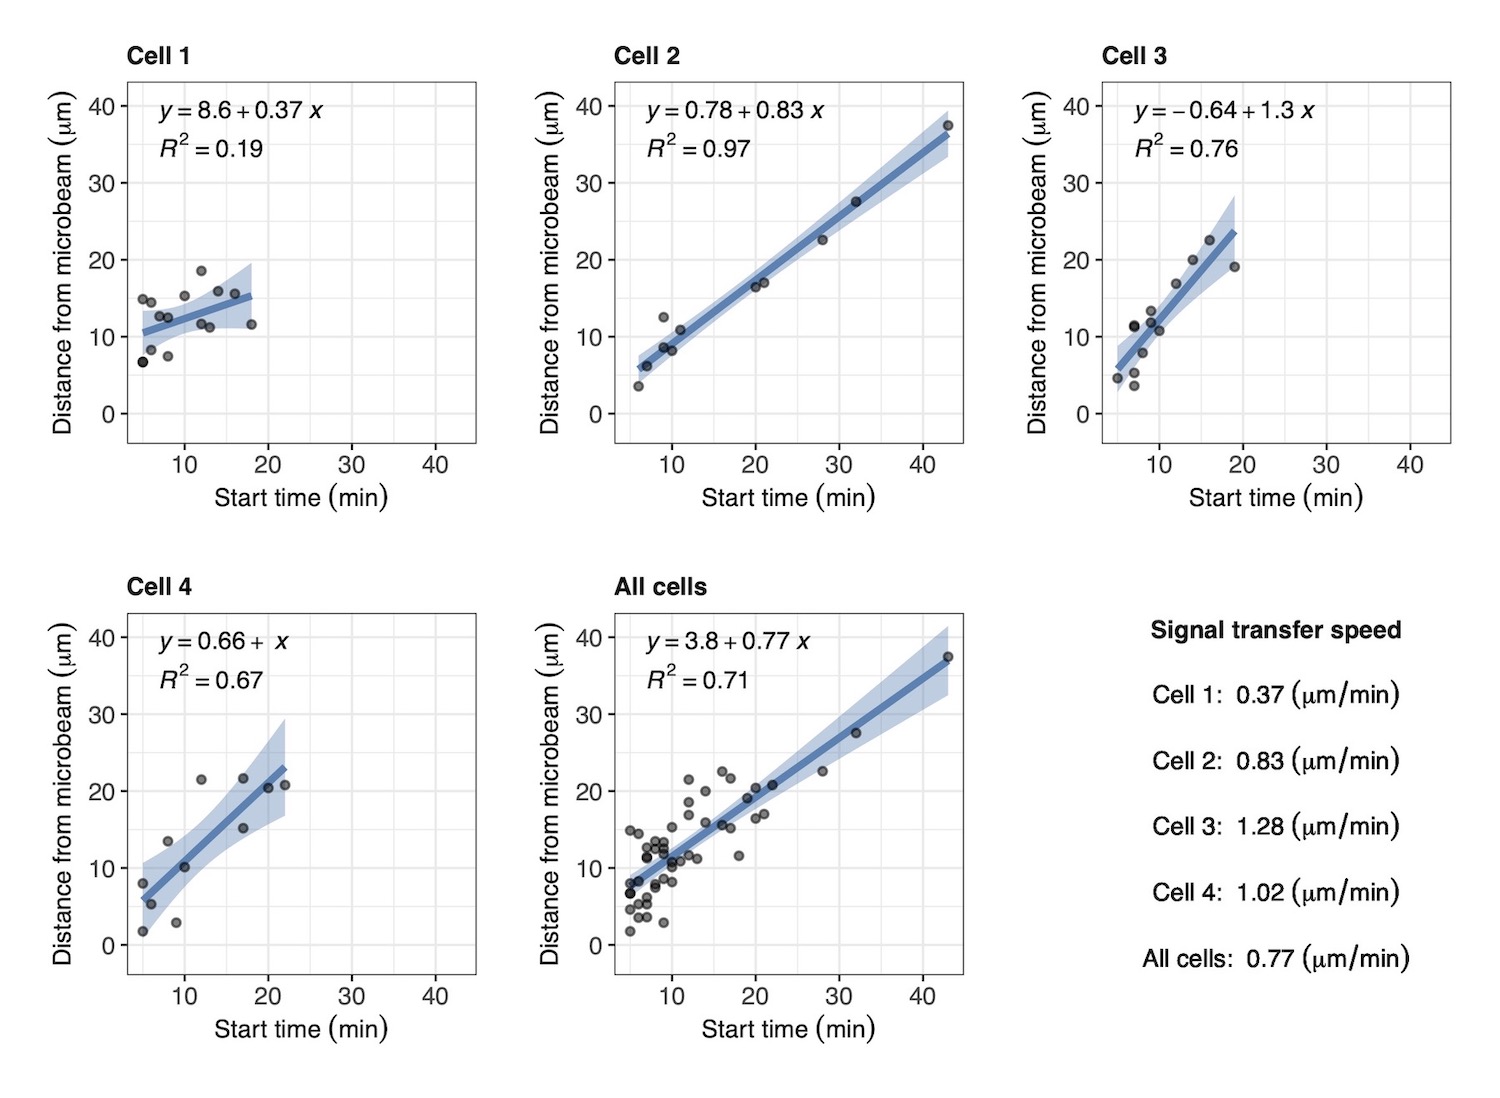 Cell 1
y = 8.6 + 0.37 x
R² = 0.19
40
30
20
10
0
Distance from microbeam (μm)
10 20 30 40
Start time (min)
Cell 2
y = 0.78 + 0.83 x
R² = 0.97
40
30
20
10
0
Distance from microbeam (μm)
10 20 30 40
Start time (min)
Cell 3
y = −0.64 + 1.3 x
R² = 0.76
40
30
20
10
0
Distance from microbeam (μm)
10 20 30 40
Start time (min)
Cell 4
y = 0.66 + x
R² = 0.67
40
30
20
10
0
Distance from microbeam (μm)
10 20 30 40
Start time (min)
All cells
y = 3.8 + 0.77 x
R² = 0.71
40
30
20
10
0
Distance from microbeam (μm)
10 20 30 40
Start time (min)
Signal transfer speed
Cell 1: 0.37 (μm/min)
Cell 2: 0.83 (μm/min)
Cell 3: 1.28 (μm/min)
Cell 4: 1.02 (μm/min)
All cells: 0.77 (μm/min)